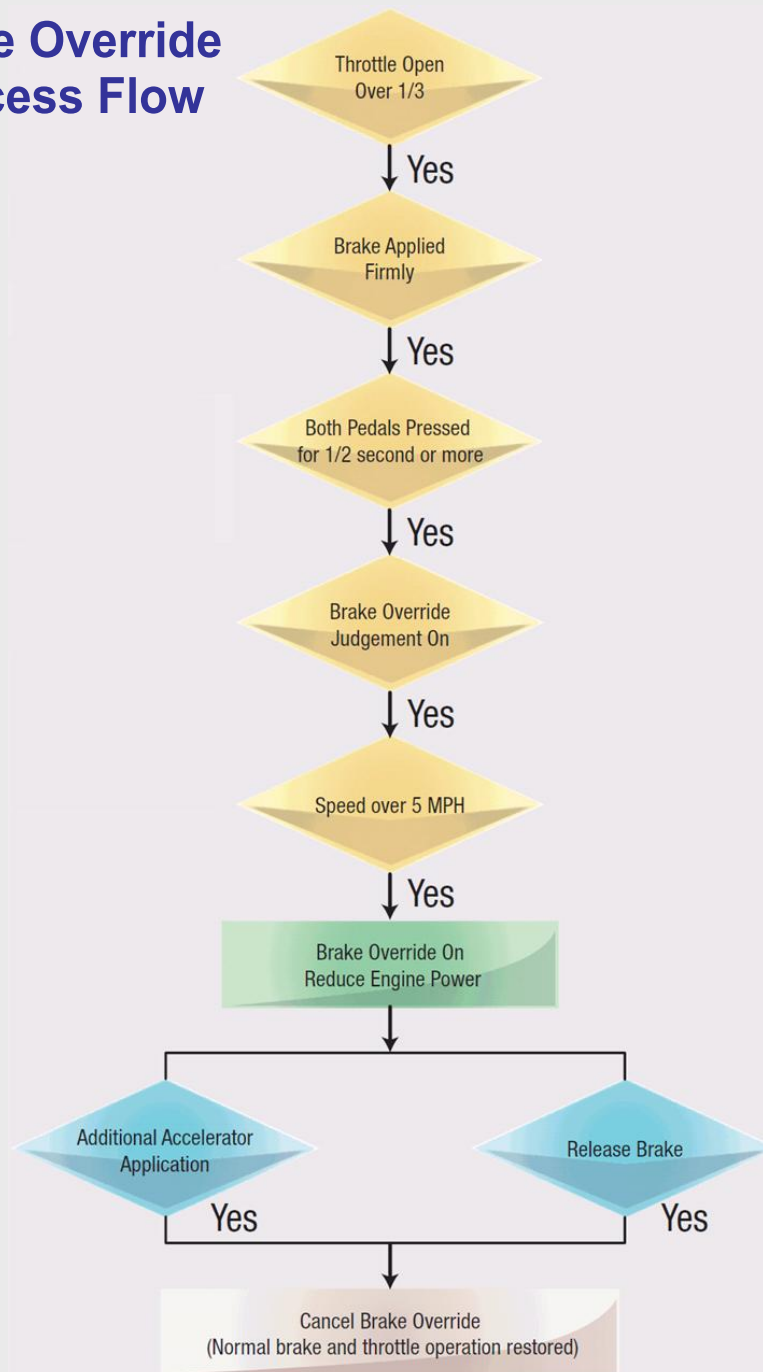 e Override
cess Flow
Throttle Open
Over 1/3
Yes
Brake Applied
Firmly
Yes
Both Pedals Pressed
for 1/2 second or more
Yes
Brake Override
Judgement On
Yes
Speed over 5 MPH
Yes
Brake Override On
Reduce Engine Power
Additional Accelerator
Application
Yes
Release Brake
Yes
Cancel Brake Override
(Normal brake and throttle operation restored)